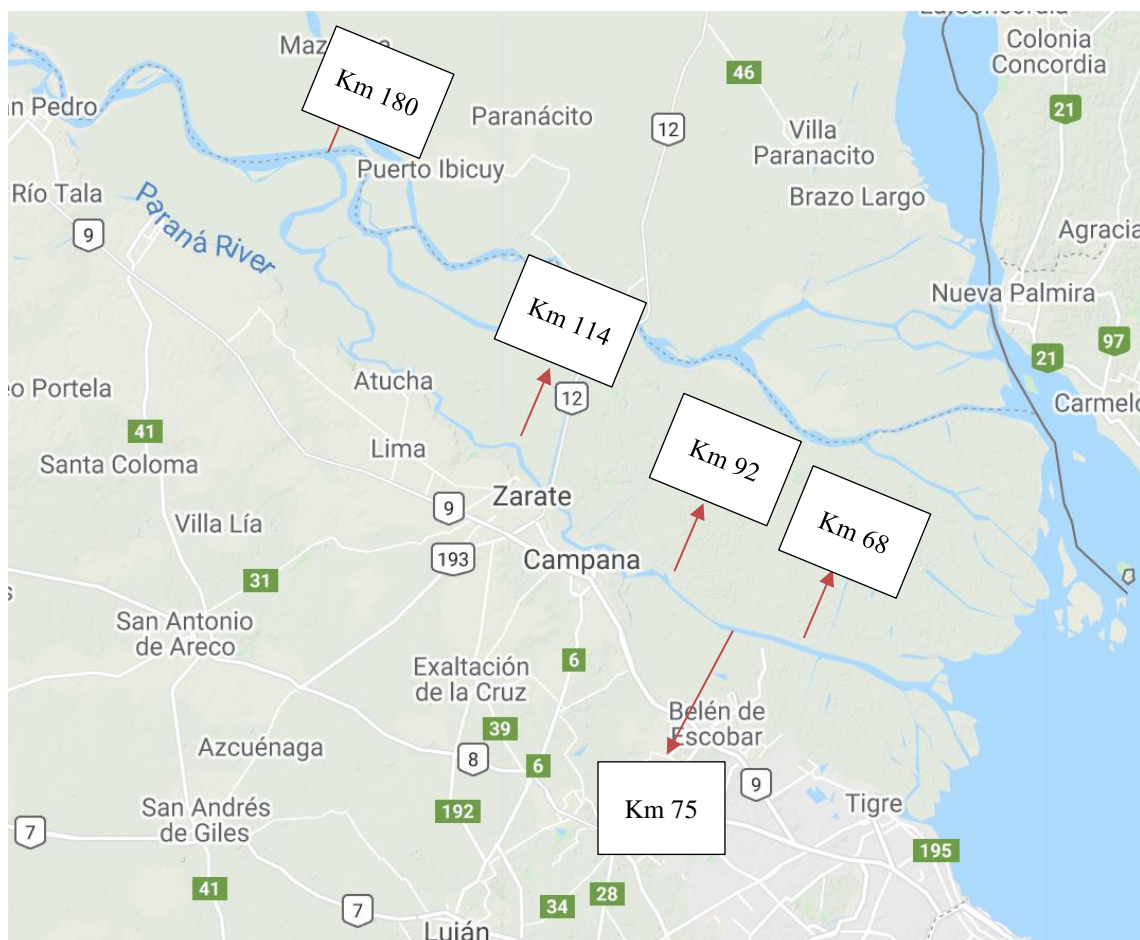 La Concordia
Maz
Km 180
46
Colonia
Concordia
21
an Pedro
Paranácito
12
Villa
Paranacito
Puerto Ibicuy
Río Tala
Brazo Largo
9
Paraná River
Agracia
Nueva Palmira
Km 114
97
21
Atucha
eo Portela
12
Carmelo
41
Lima
Km 92
Santa Coloma
Zarate
9
Km 68
Villa Lía
193
Campana
31
San Antonio
de Areco
6
Exaltación
de la Cruz
Belén de
Escobar
39
Azcuénaga
8
6
9
San Andrés
de Giles
192
Km 75
Tigre
7
195
41
28
34
7
Luján